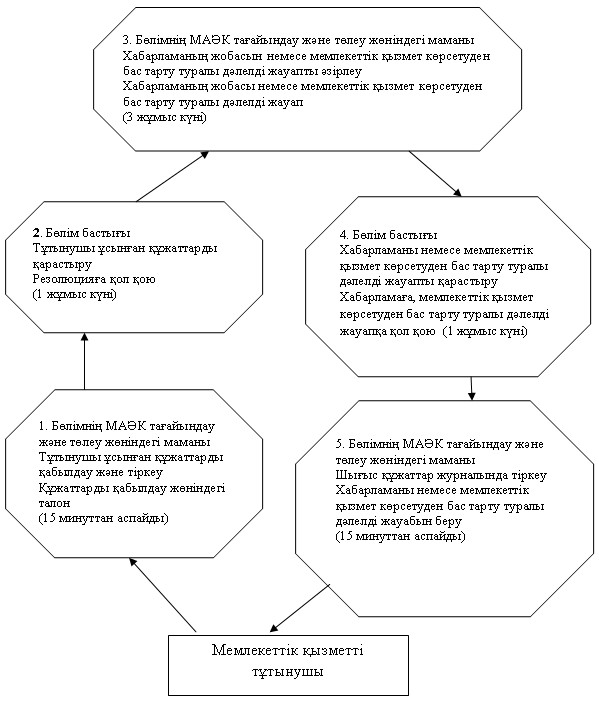 3. Бөлімнің МАӘК тағайындау және төлеу жөніндегі маманы
Хабарламаның жобасын немесе мемлекеттік қызмет көрсетуден
бас тарту туралы дәлелді жауапты әзірлеу
Хабарламаның жобасы немесе мемлекеттік қызмет көрсетуден
бас тарту туралы дәлелді жауап
(3 жұмыс күні)
2. Бөлім бастығы
Тұтынушы ұсынған құжаттарды
қарастыру
Резолюцияға қол қою
(1 жұмыс күні)
4. Бөлім бастығы
Хабарламаны немесе мемлекеттік
қызмет көрсетуден бас тарту туралы
дәлелді жауапты қарастыру
Хабарламаға, мемлекеттік қызмет
көрсетуден бас тарту туралы дәлелді
жауапқа қол қою (1 жұмыс күні)
1. Бөлімнің МАӘК тағайындау
және төлеу жөніндегі маманы
Тұтынушы ұсынған құжаттарды
қабылдау және тіркеу
Құжаттарды қабылдау жөніндегі
талон
(15 минуттан аспайды)
5. Бөлімнің МАӘК тағайындау және
төлеу жөніндегі маманы
Шығыс құжаттар журналында тіркеу
Хабарламаны немесе мемлекеттік
қызмет көрсетуден бас тарту туралы
дәлелді жауабын беру
(15 минуттан аспайды)
Мемлекеттік қызметті
тұтынушы